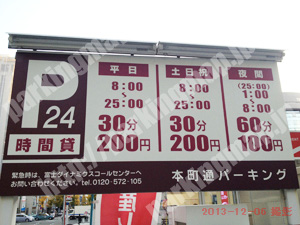 P24
時間貸
平日
8:00
〜
25:00
30分
200円
土日祝
8:00
〜
25:00
30分
200円
夜間
(25:00)
1:00
〜
8:00
60分
100円
緊急時は、富士ダイナミクスコールセンターへ
お問い合わせください。tel.0120-572-105
本町通パーキング